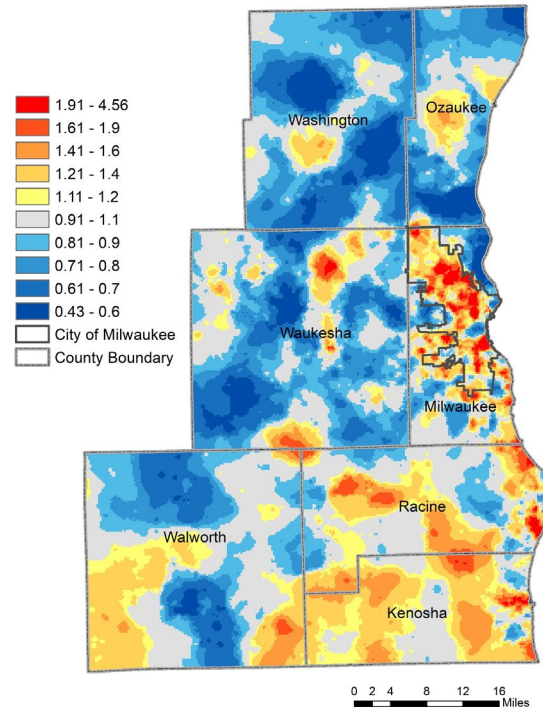 1.91 - 4.56
1.61 - 1.9
1.41 - 1.6
1.21 - 1.4
1.11 - 1.2
0.91 - 1.1
0.81 - 0.9
0.71 - 0.8
0.61 - 0.7
0.43 - 0.6
City of Milwaukee
County Boundary
Washington
Ozaukee
Waukesha
Milwaukee
Walworth
Racine
Kenosha
0 2 4 8 12 16
Miles